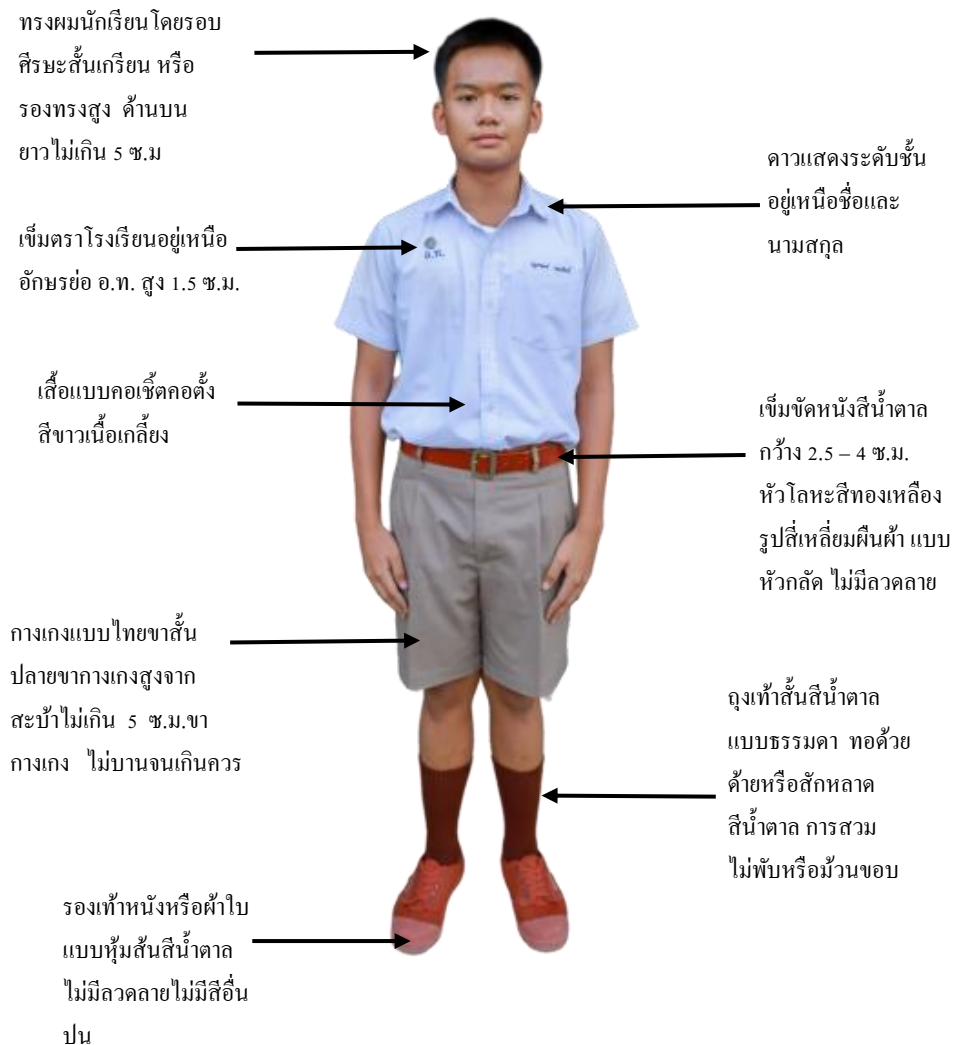 ทรงผมนักเรียนโดยรอบ
ศีรษะสั้นเกรียน หรือ
รองทรงสูง ด้านบน
ยาวไม่เกิน 5 ซ.ม
ดาวแสดงระดับชั้น
อยู่เหนือชื่อและ
นามสกุล
เข็มตราโรงเรียนอยู่เหนือ
อักษรย่อ อ.ท. สูง 1.5 ซ.ม.
อ.ท.
เสื้อแบบคอเชิ้ตคอตั้ง
สีขาวเนื้อเกลี้ยง
เข็มขัดหนังสีน้ำตาล
กว้าง 2.5 – 4 ซ.ม.
หัวโลหะสีทองเหลือง
รูปสี่เหลี่ยมผืนผ้า แบบ
หัวกลัด ไม่มีลวดลาย
กางเกงแบบไทยขาสั้น
ปลายขากางเกงสูงจาก
สะบ้าไม่เกิน 5 ซ.ม.ขา
กางเกง ไม่บานจนเกินควร
ถุงเท้าสั้นสีน้ำตาล
แบบธรรมดา ทอด้วย
ด้ายหรือสักหลาด
สีน้ำตาล การสวม
ไม่พับหรือม้วนขอบ
รองเท้าหนังหรือผ้าใบ
แบบหุ้มส้นสีน้ำตาล
ไม่มีลวดลายไม่มีสีอื่น
ปน